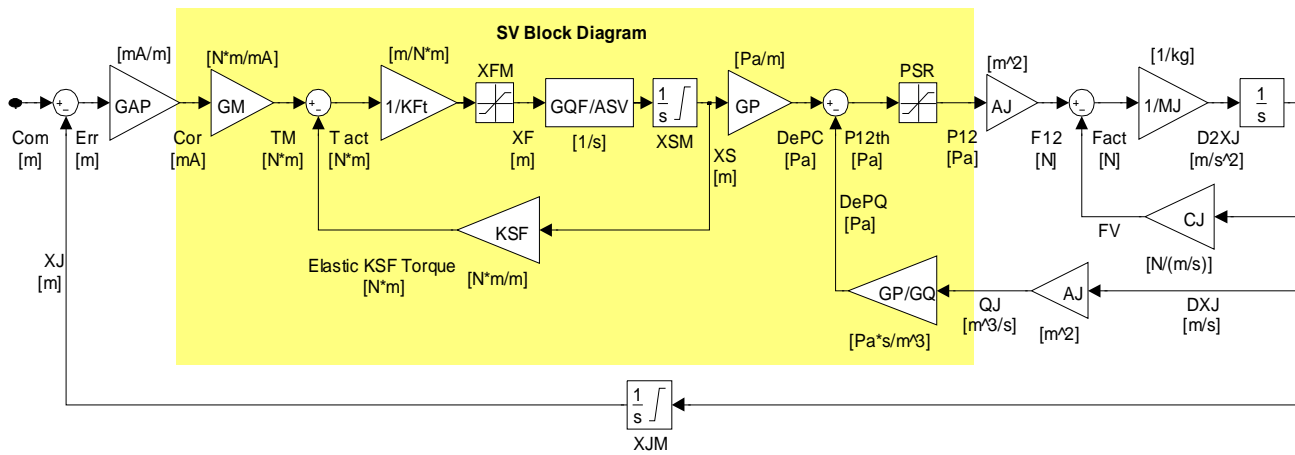 SV Block Diagram
[mA/m]
[N*m/mA]
[m/N*m]
XFM
[Pa/m]
PSR
[m^2]
[1/kg]
+
-
GAP
GM
+
-
1/KFt
GQF/ASV
1
s
GP
+
-
AJ
+
-
1/MJ
1
s
Com
[m]
Err
[m]
Cor
[mA]
TM
[N*m]
T act
[N*m]
XF
[m]
[1/s]
XSM
XS
[m]
DePC
[Pa]
P12th
[Pa]
P12
[Pa]
F12
[N]
Fact
[N]
D2XJ
[m/s^2]
DePQ
[Pa]
KSF
CJ
FV
[N/(m/s)]
XJ
[m]
Elastic KSF Torque
[N*m]
[N*m/m]
GP/GQ
[Pa*s/m^3]
QJ
[m^3/s]
AJ
[m^2]
DXJ
[m/s]
1
s
XJM